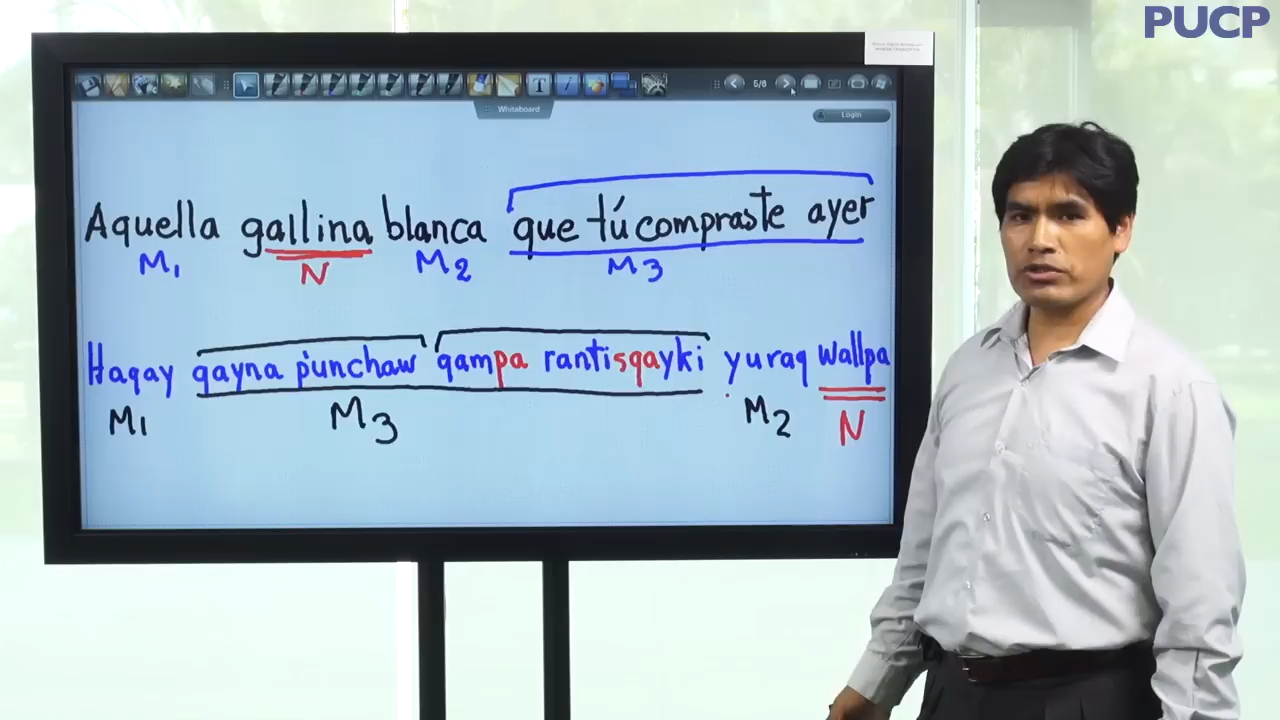 PUCP
5/6
Whiteboard
Login
Aquella gallina blanca que tú compraste ayer
M1 N M2 M3
Haqay qayna p'unchaw qampa rantisqayki yuraq wallpa
M1 M3 M2 N